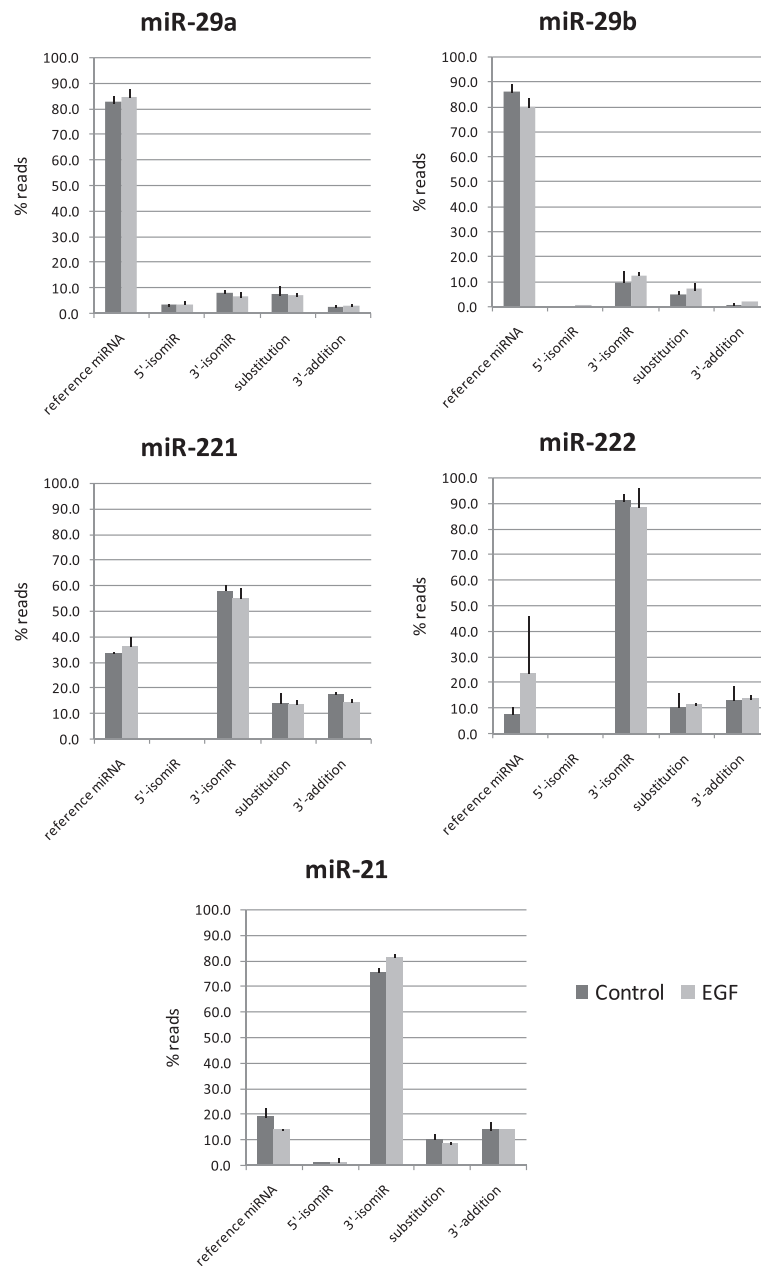 miR-29a
100.0
90.0
80.0
70.0
60.0
50.0
40.0
30.0
20.0
10.0
0.0
% reads
reference miRNA
5'-isomiR
3'-isomiR
substitution
3'-addition
miR-29b
100.0
90.0
80.0
70.0
60.0
50.0
40.0
30.0
20.0
10.0
0.0
% reads
reference miRNA
5'-isomiR
3'-isomiR
substitution
3'-addition
miR-221
100.0
90.0
80.0
70.0
60.0
50.0
40.0
30.0
20.0
10.0
0.0
% reads
reference miRNA
5'-isomiR
3'-isomiR
substitution
3'-addition
miR-222
100.0
90.0
80.0
70.0
60.0
50.0
40.0
30.0
20.0
10.0
0.0
% reads
reference miRNA
5'-isomiR
3'-isomiR
substitution
3'-addition
miR-21
100.0
90.0
80.0
70.0
60.0
50.0
40.0
30.0
20.0
10.0
0.0
% reads
reference miRNA
5'-isomiR
3'-isomiR
substitution
3'-addition
Control EGF